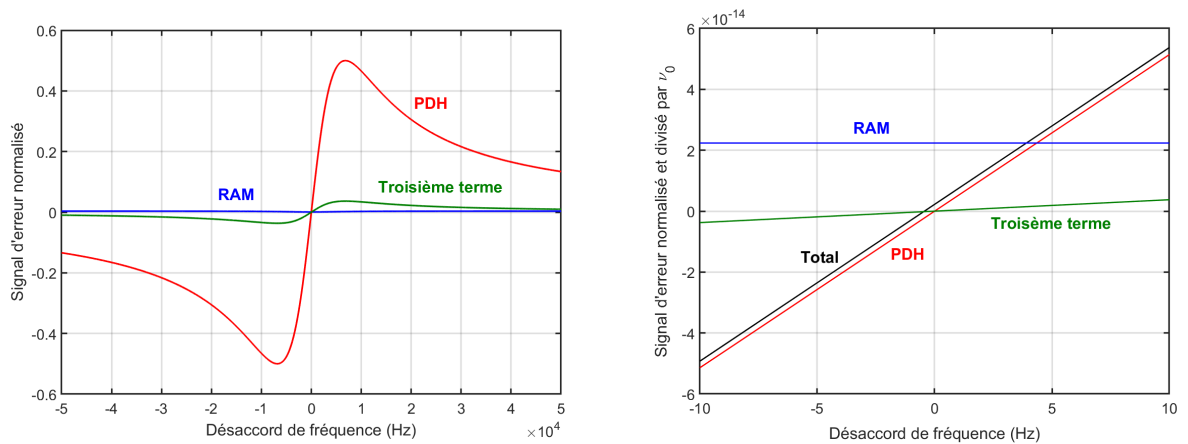 0.6
0.4
0.2
0
-0.2
-0.4
-0.6
Signal d'erreur normalisé
PDH
RAM
Troisième terme
-5 -4 -3 -2 -1 0 1 2 3 4 5
Désaccord de fréquence (Hz)
×10^4
×10^-14
6
4
2
0
-2
-4
-6
Signal d'erreur normalisé et divisé par ν_0
RAM
Troisème terme
Total
PDH
-10 -5 0 5 10
Désaccord de fréquence (Hz)